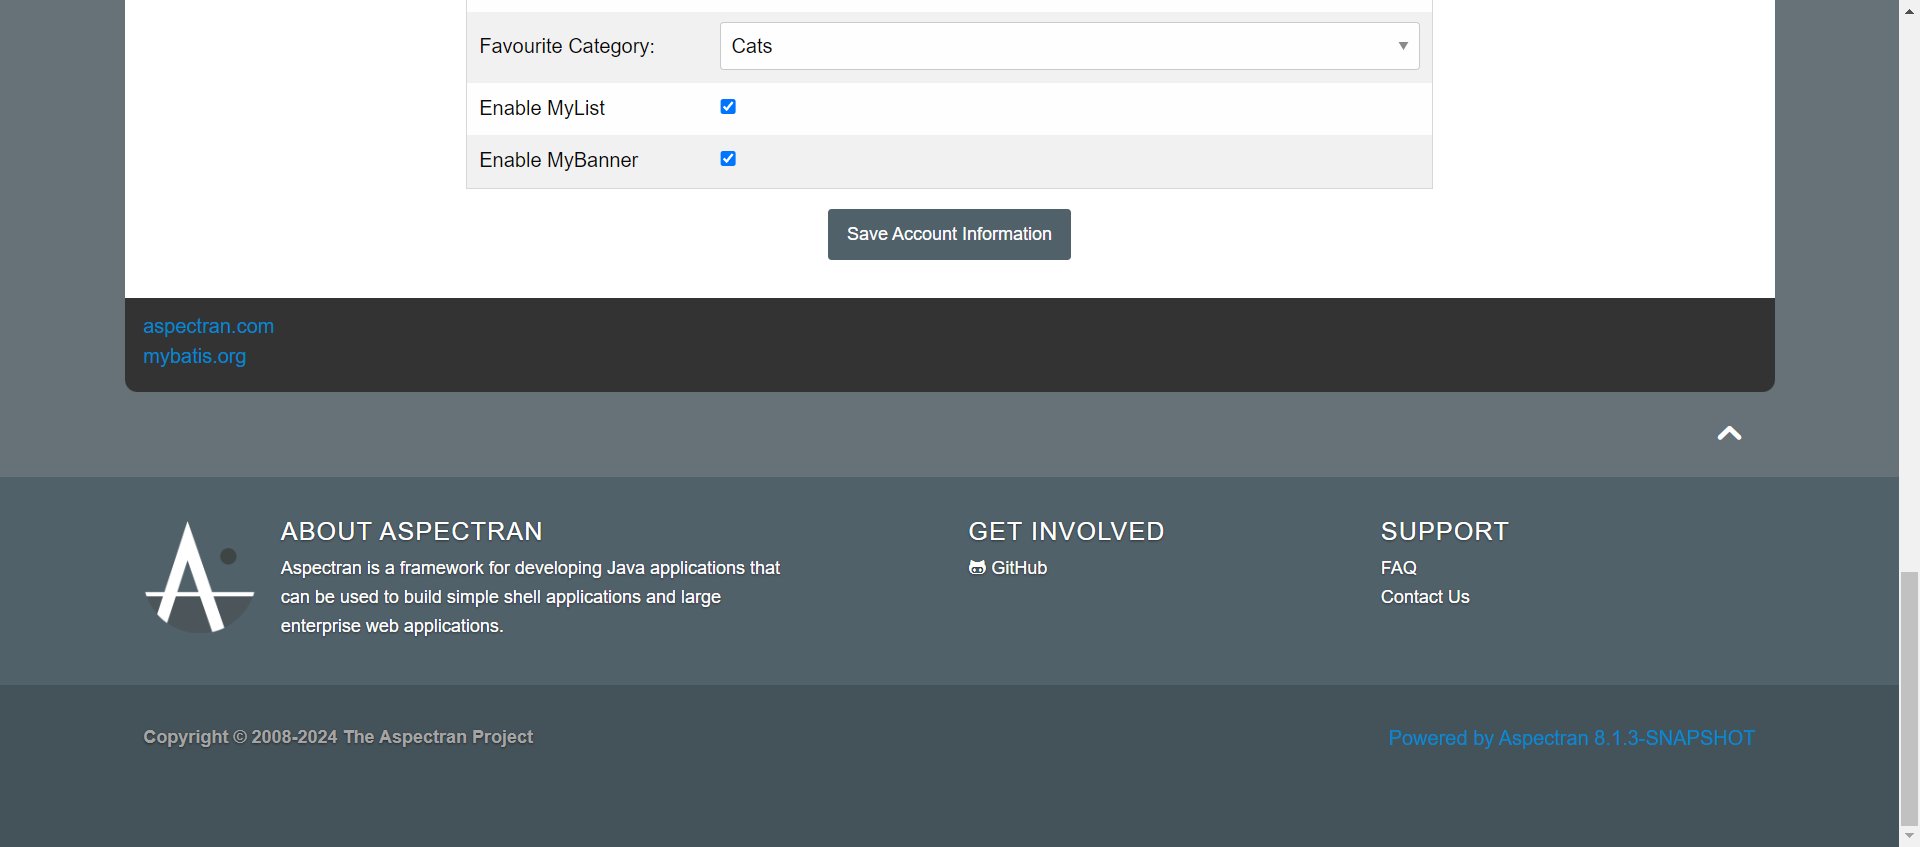 Favourite Category:
Cats
Enable MyList
Enable MyBanner
Save Account Information
aspectran.com
mybatis.org
ABOUT ASPECTRAN
Aspectran is a framework for developing Java applications that
can be used to build simple shell applications and large
enterprise web applications.
GET INVOLVED
GitHub
SUPPORT
FAQ
Contact Us
Copyright © 2008-2024 The Aspectran Project
Powered by Aspectran 8.1.3-SNAPSHOT